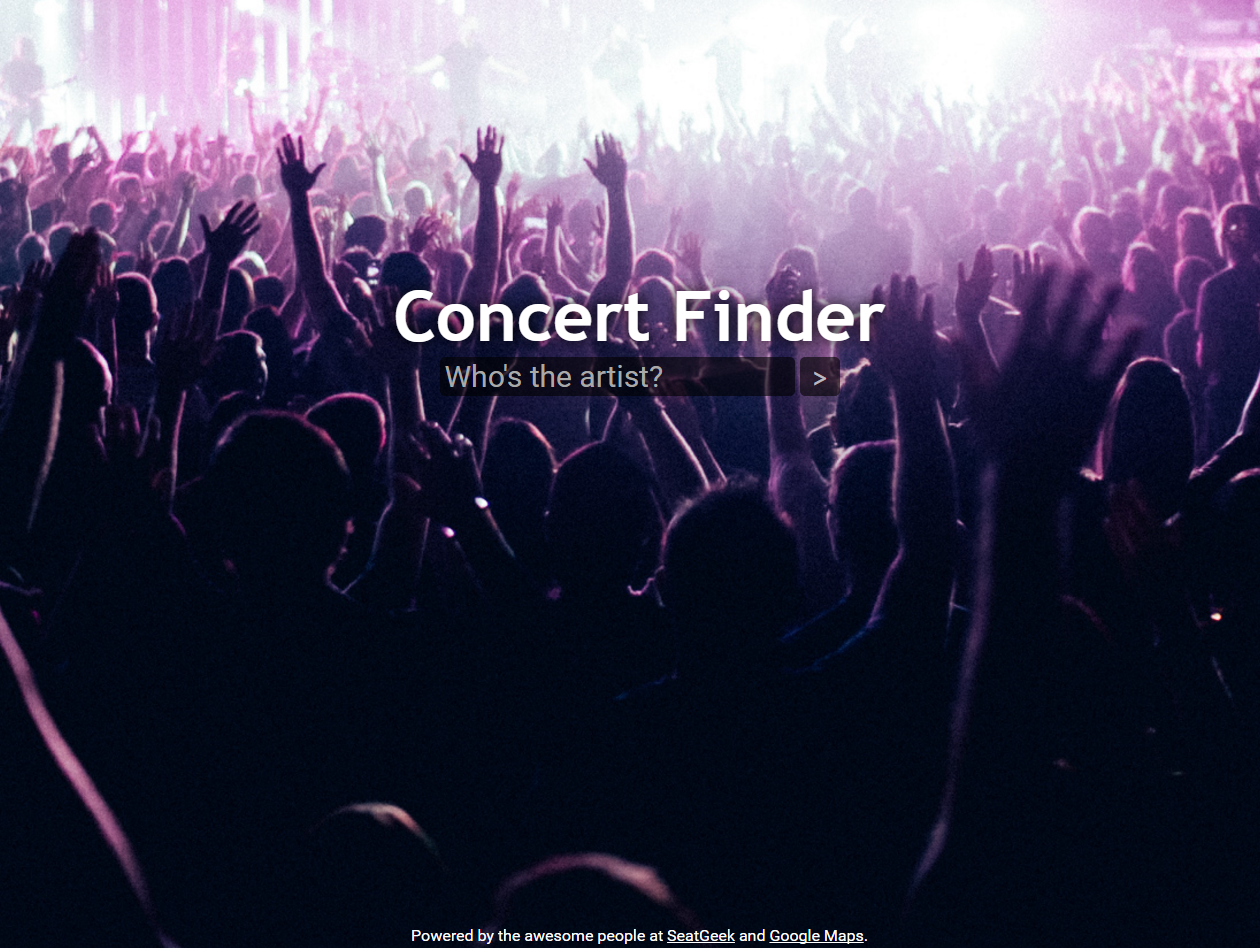 Concert Finder
Who's the artist? >
Powered by the awesome people at SeatGeek and Google Maps.